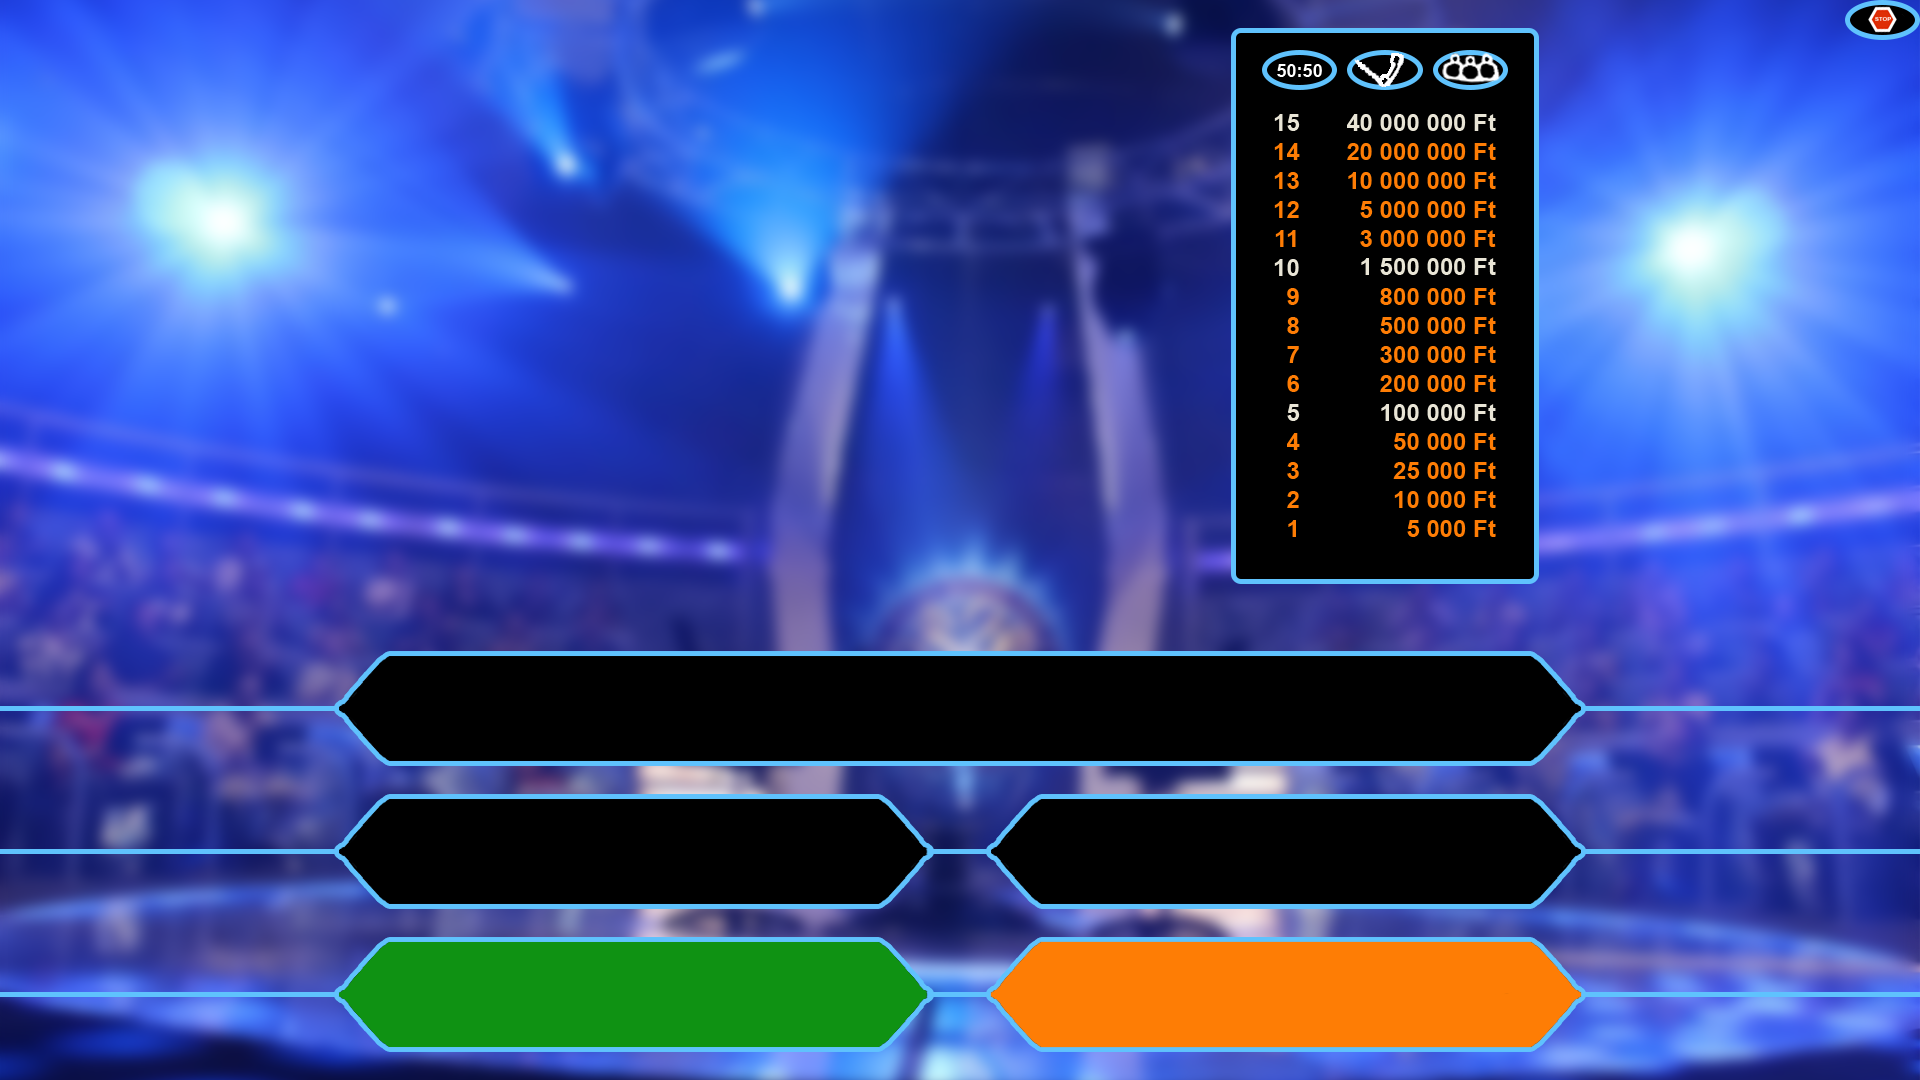 STOP
50:50
15 40 000 000 Ft
14 20 000 000 Ft
13 10 000 000 Ft
12 5 000 000 Ft
11 3 000 000 Ft
10 1 500 000 Ft
9 800 000 Ft
8 500 000 Ft
7 300 000 Ft
6 200 000 Ft
5 100 000 Ft
4 50 000 Ft
3 25 000 Ft
2 10 000 Ft
1 5 000 Ft